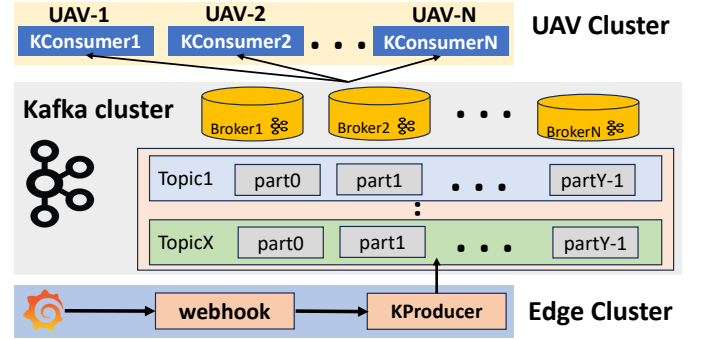 UAV-1 UAV-2 UAV-N UAV Cluster
KConsumer1 KConsumer2 . . . KConsumerN
Kafka cluster
Broker1 Broker2 . . . BrokerN
Topic1 part0 part1 . . . partY-1
:
TopicX part0 part1 . . . partY-1
webhook KProducer Edge Cluster